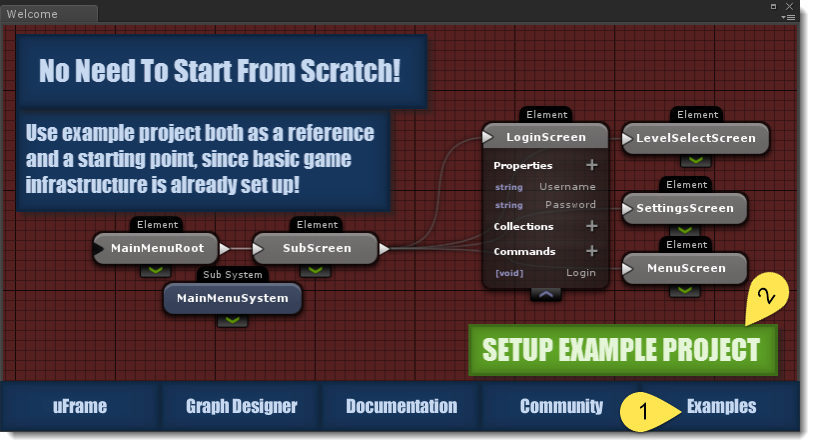 Welcome
No Need To Start From Scratch!
Use example project both as a reference
and a starting point, since basic game
infrastructure is already set up!
Element
MainMenuRoot
Element
SubScreen
Sub System
MainMenuSystem
Element
LoginScreen
Properties +
string Username
string Password
Collections +
Commands +
[void] Login
Element
LevelSelectScreen
Element
SettingsScreen
Element
MenuScreen
2
SETUP EXAMPLE PROJECT
uFrame
Graph Designer
Documentation
Community
1
Examples